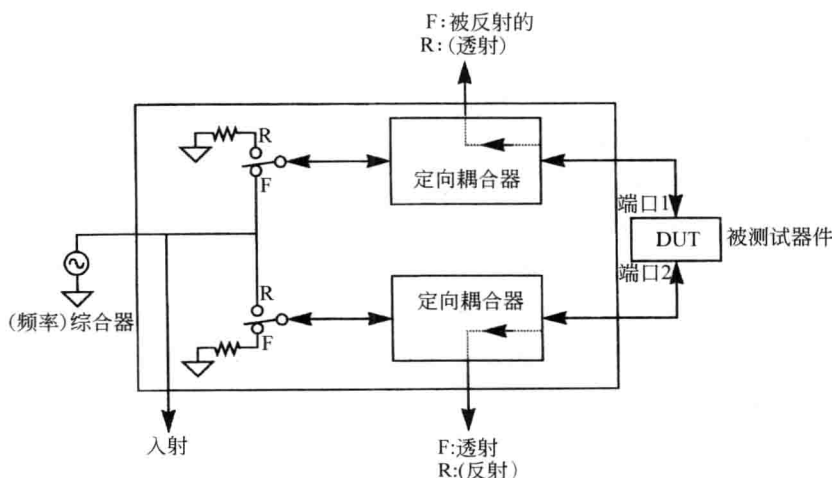 F:被反射的
R:(透射)
R
F
定向耦合器
端口1
DUT
被测试器件
端口2
R
F
定向耦合器
(频率)综合器
入射
F:透射
R:(反射)